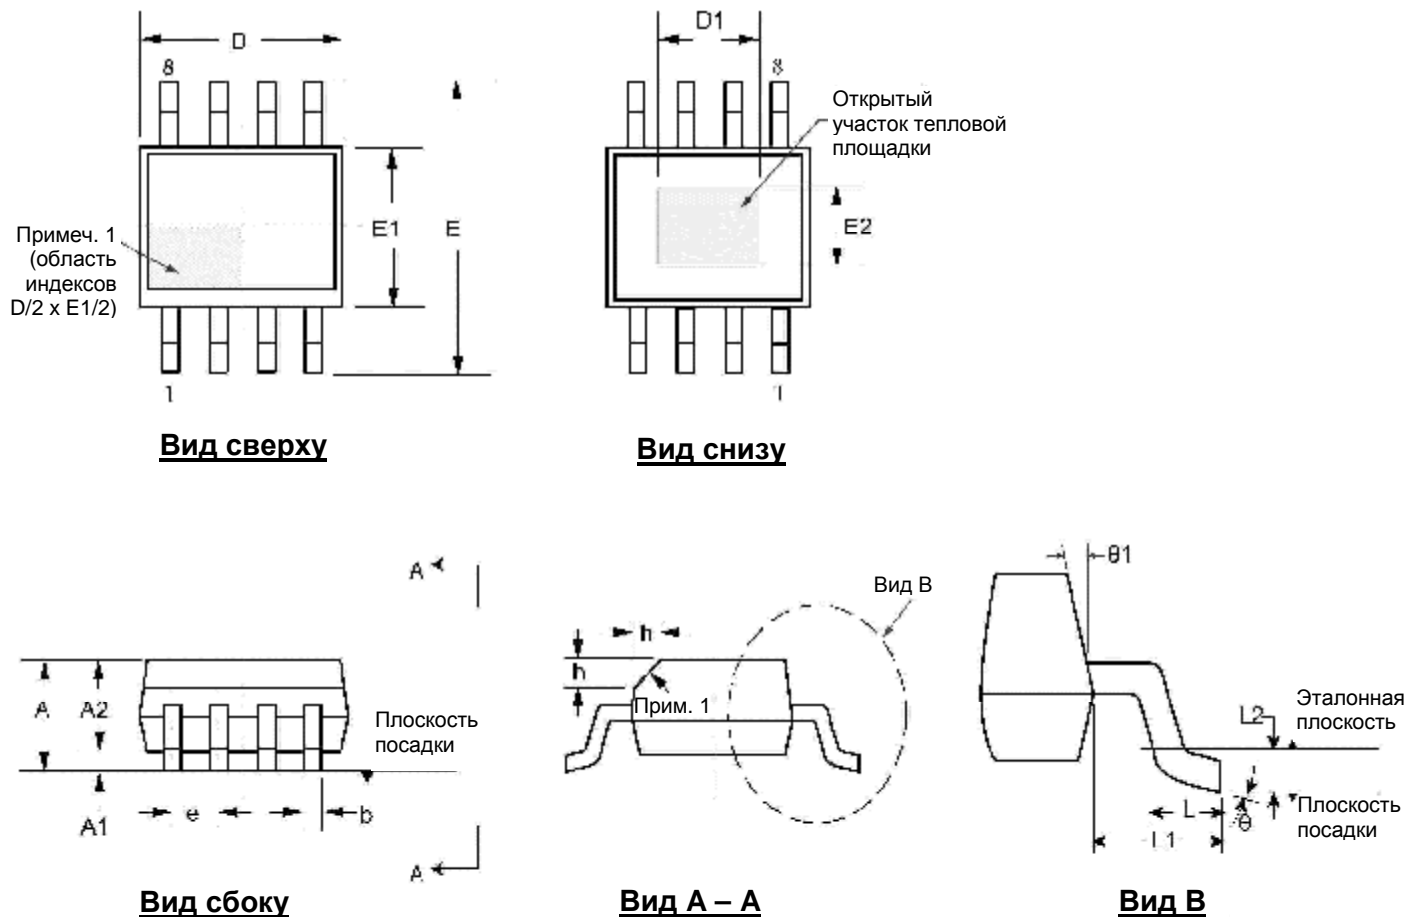 D
8
E1
E
Примеч. 1
(область
индексов
D/2 x E1/2)
1
Вид сверху
D1
8
Открытый
участок тепловой
площадки
E2
1
Вид снизу
A
A
A2
Плоскость
посадки
A1
e
b
A
Вид сбоку
h
h
Прим. 1
Вид B
Вид A – A
θ1
Эталонная
плоскость
L2
L
θ
L1
Плоскость
посадки
Вид B